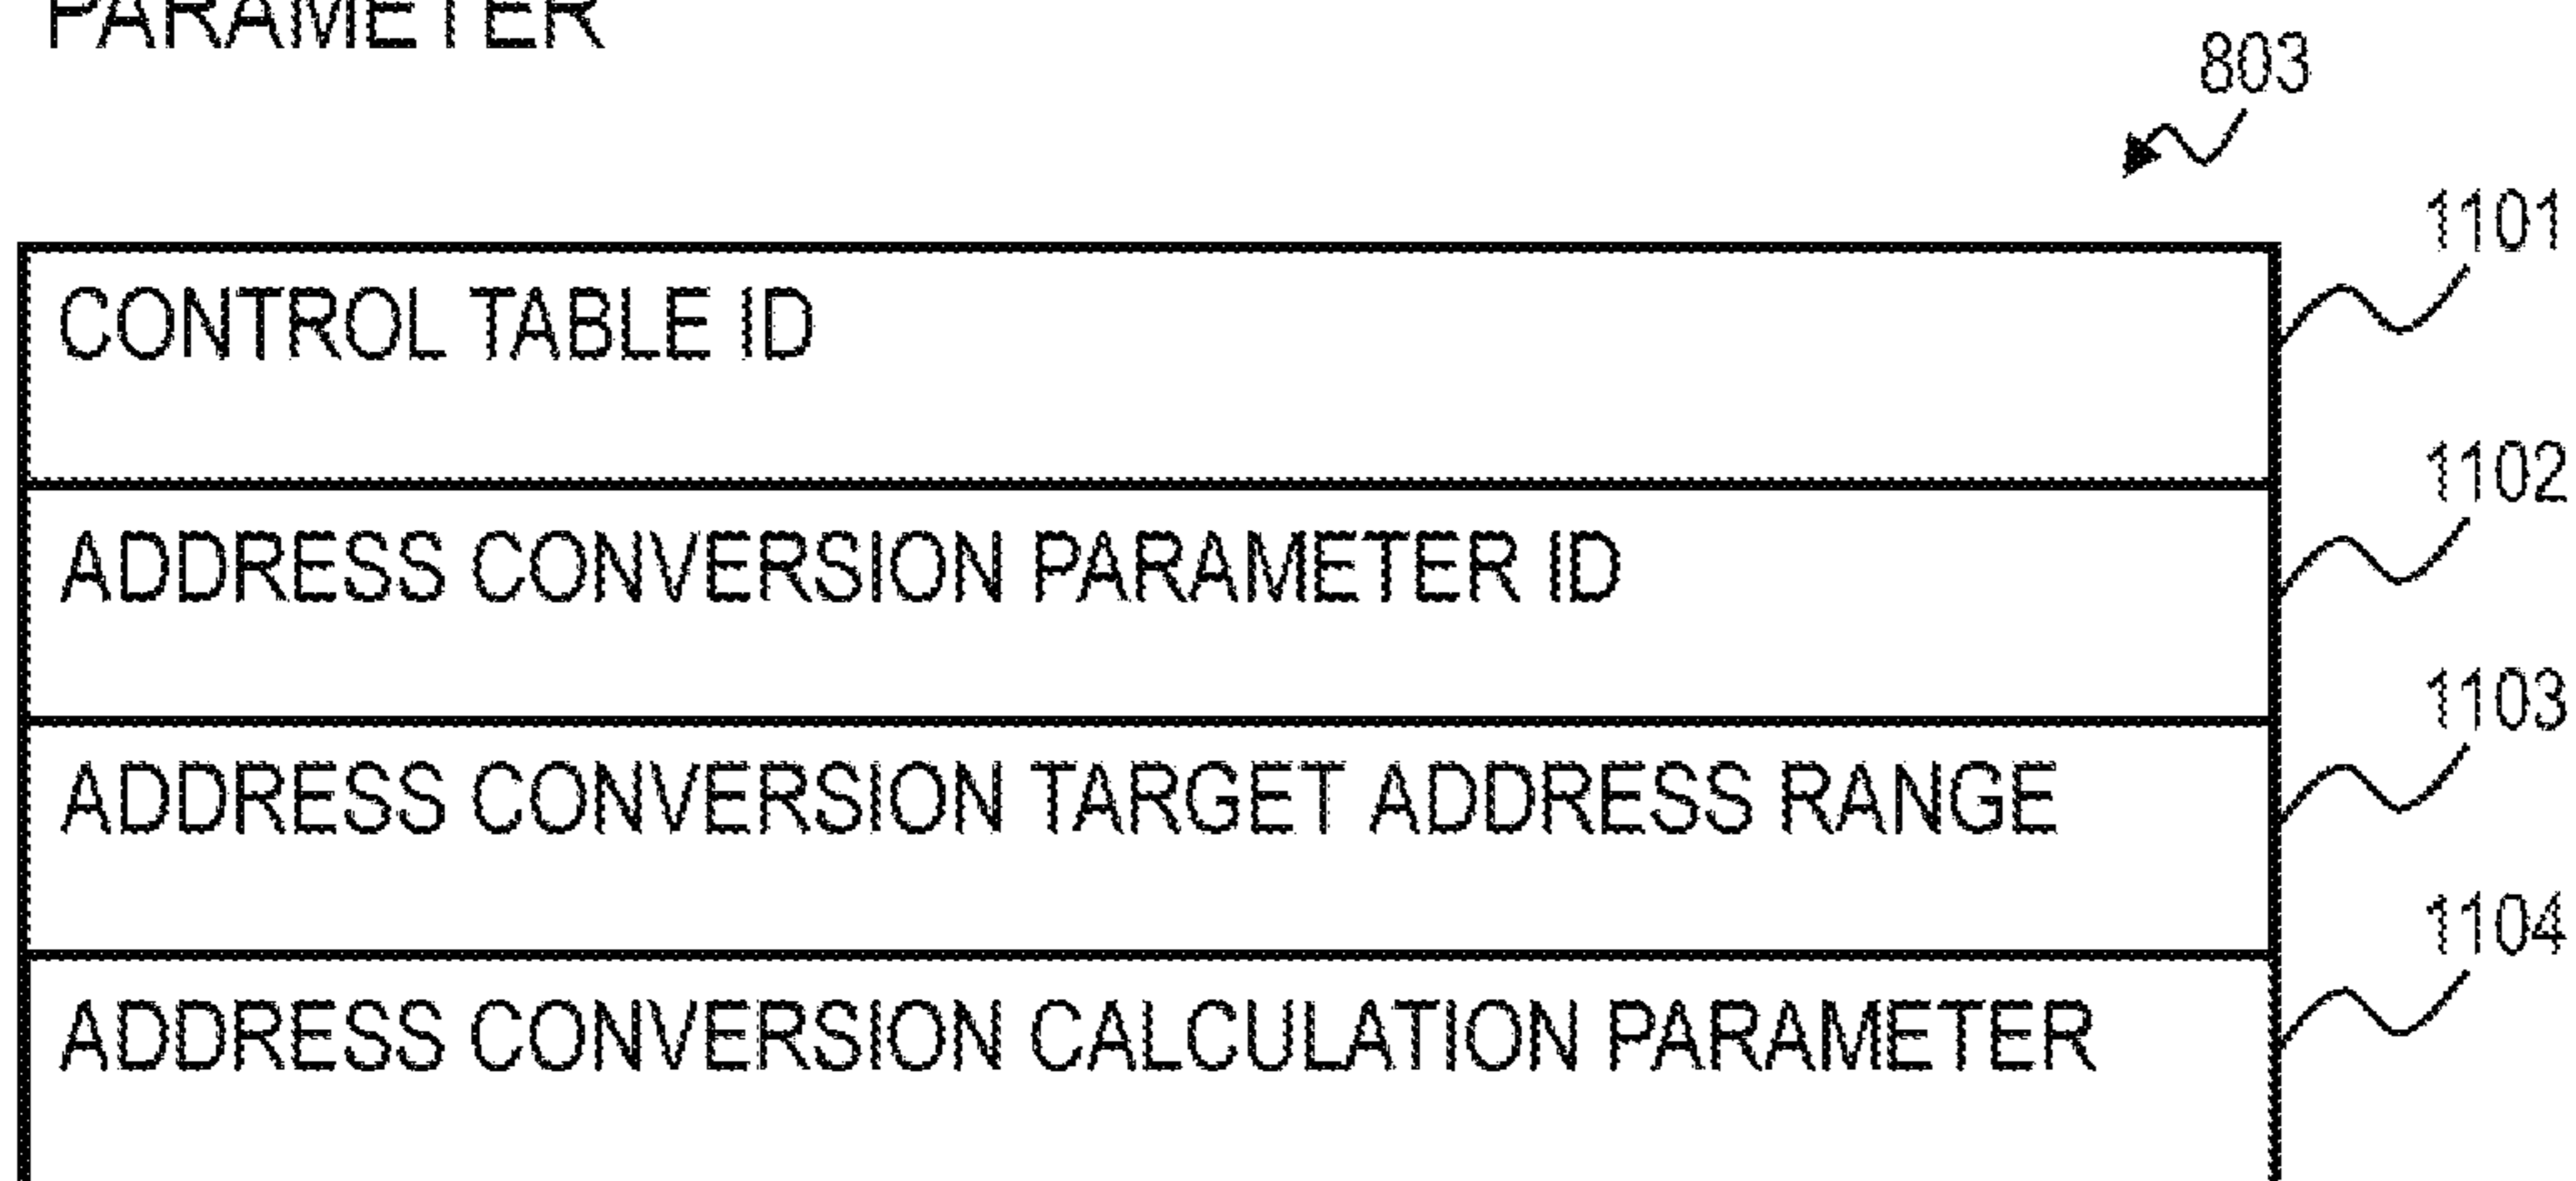 PARAMETER
803
1101
CONTROL TABLE ID
1102
ADDRESS CONVERSION PARAMETER ID
1103
ADDRESS CONVERSION TARGET ADDRESS RANGE
1104
ADDRESS CONVERSION CALCULATION PARAMETER